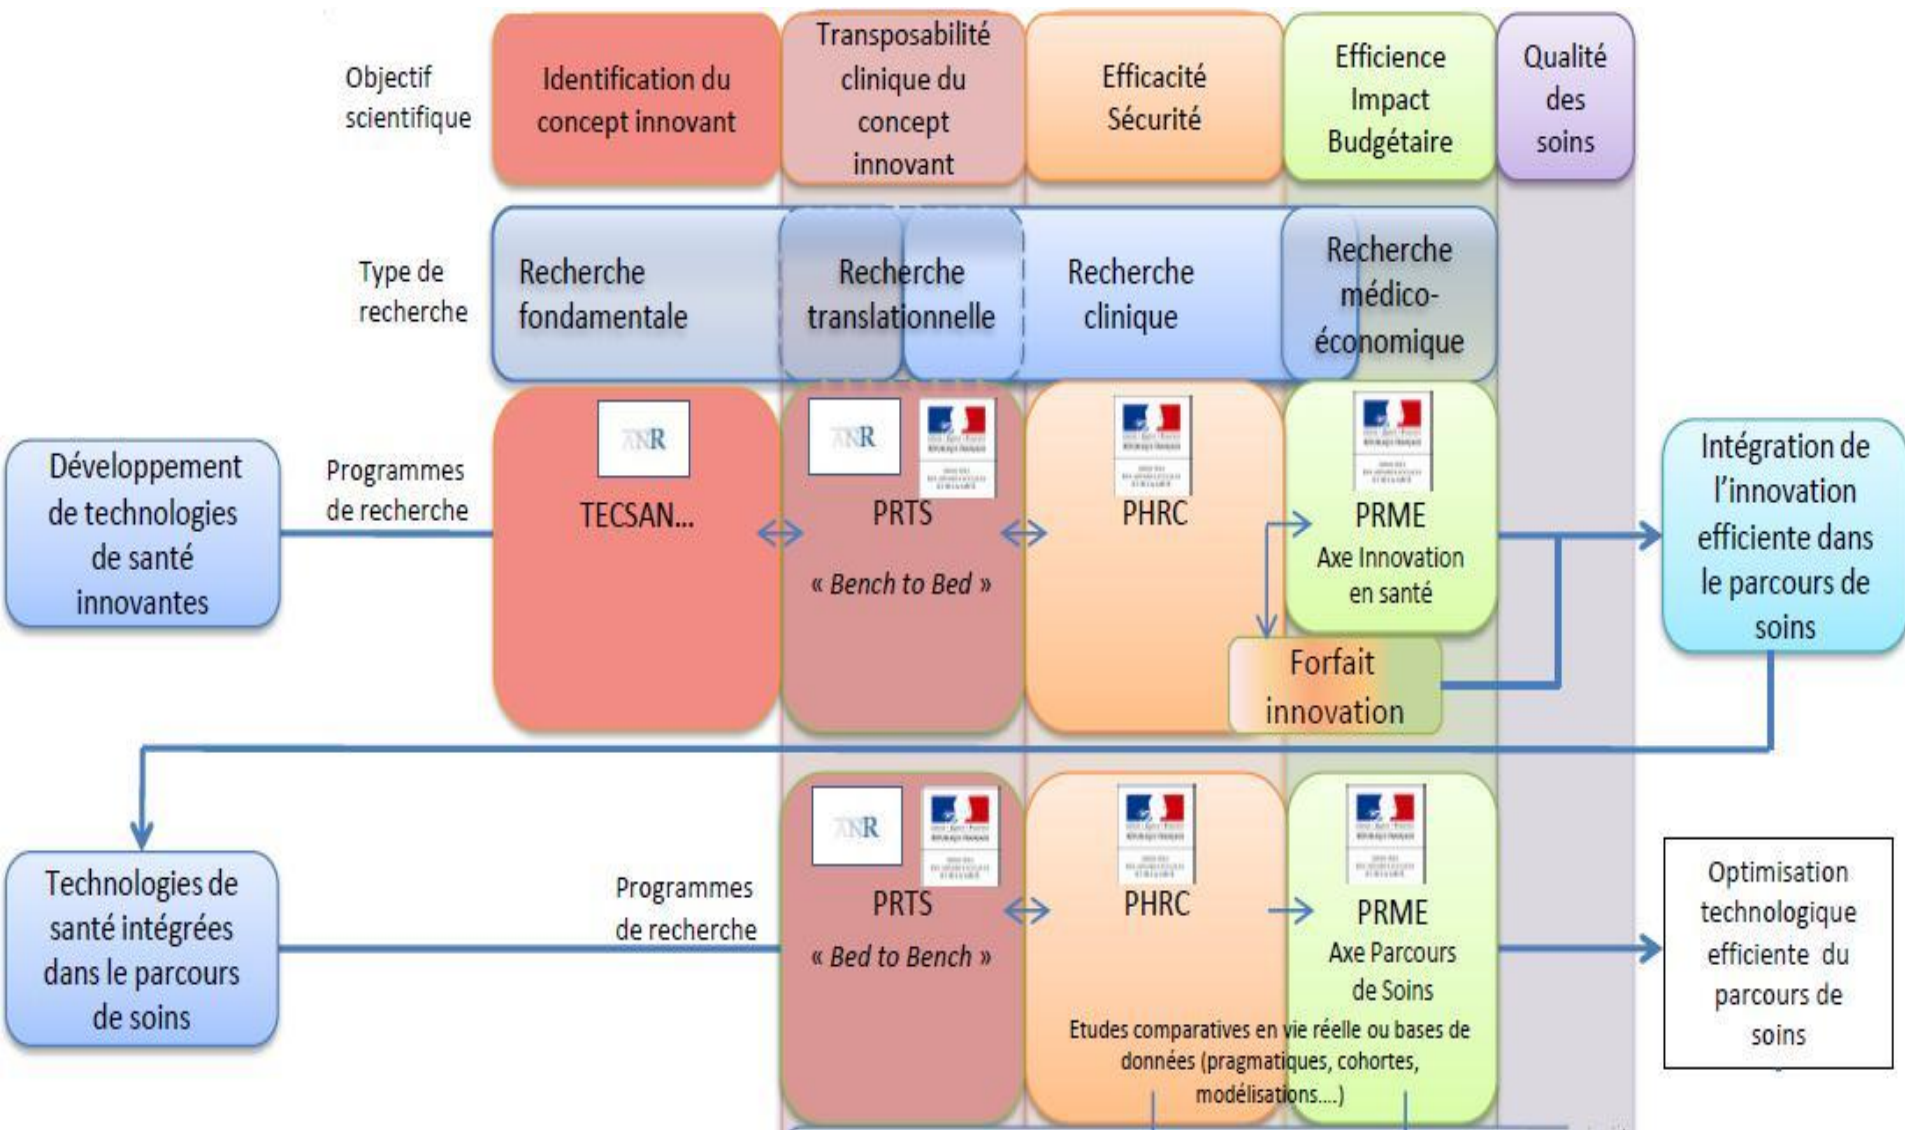 Objectif
scientifique
Identification du
concept innovant
Transposabilité
clinique du
concept
innovant
Efficacité
Sécurité
Efficience
Impact
Budgétaire
Qualité
des
soins
Type de
recherche
Recherche
fondamentale
Recherche
translationnelle
Recherche
clinique
Recherche
médico-
économique
Développement
de technologies
de santé
innovantes
Programmes
de recherche
ANR
TECSAN...
ANR
PRTS
« Bench to Bed »
PHRC
PRME
Axe Innovation
en santé
Forfait
innovation
Intégration de
l'innovation
efficiente dans
le parcours de
soins
Technologies de
santé intégrées
dans le parcours
de soins
Programmes
de recherche
ANR
PRTS
« Bed to Bench »
PHRC
PRME
Axe Parcours
de Soins
Etudes comparatives en vie réelle ou bases de
données (pragmatiques, cohortes,
modélisations....)
Optimisation
technologique
efficiente du
parcours de
soins